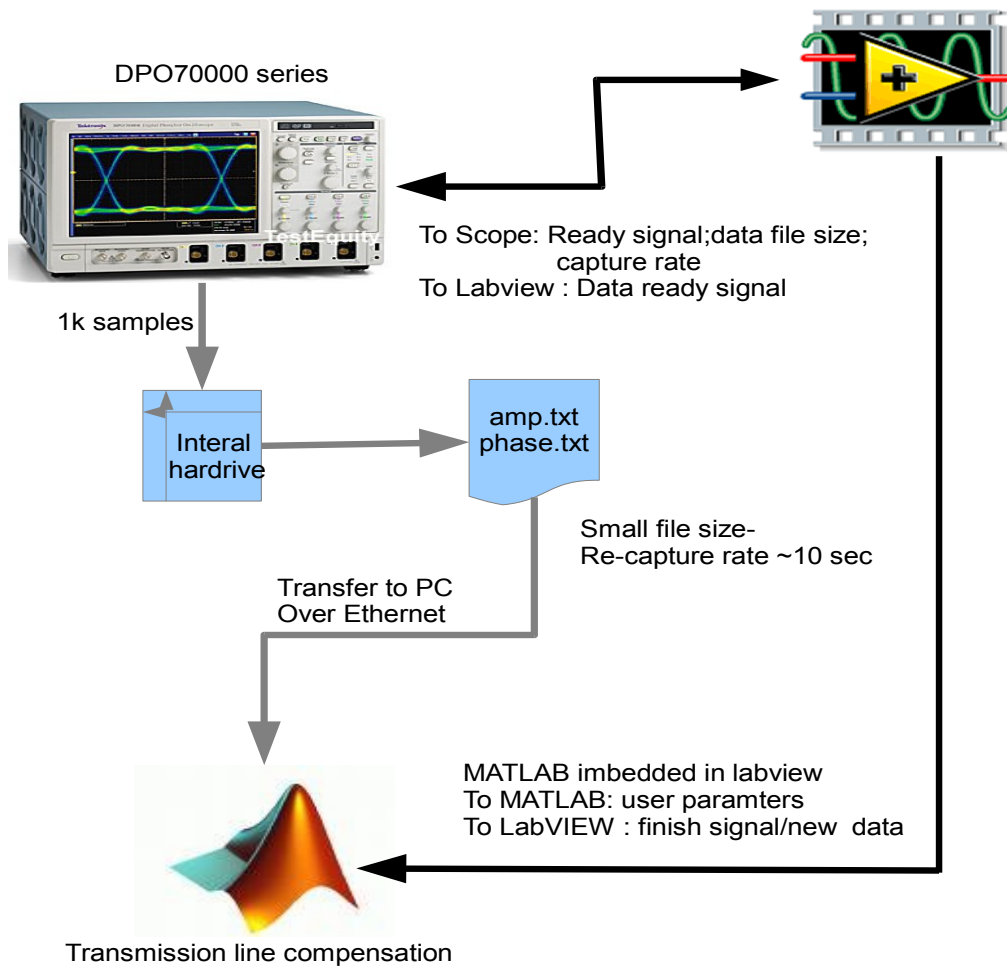 DPO70000 series
Tektronix
TestEquity
To Scope: Ready signal;data file size;
capture rate
To Labview : Data ready signal
1k samples
Interal
hardrive
amp.txt
phase.txt
Small file size-
Re-capture rate ~10 sec
Transfer to PC
Over Ethernet
MATLAB imbedded in labview
To MATLAB: user paramters
To LabVIEW : finish signal/new data
Transmission line compensation